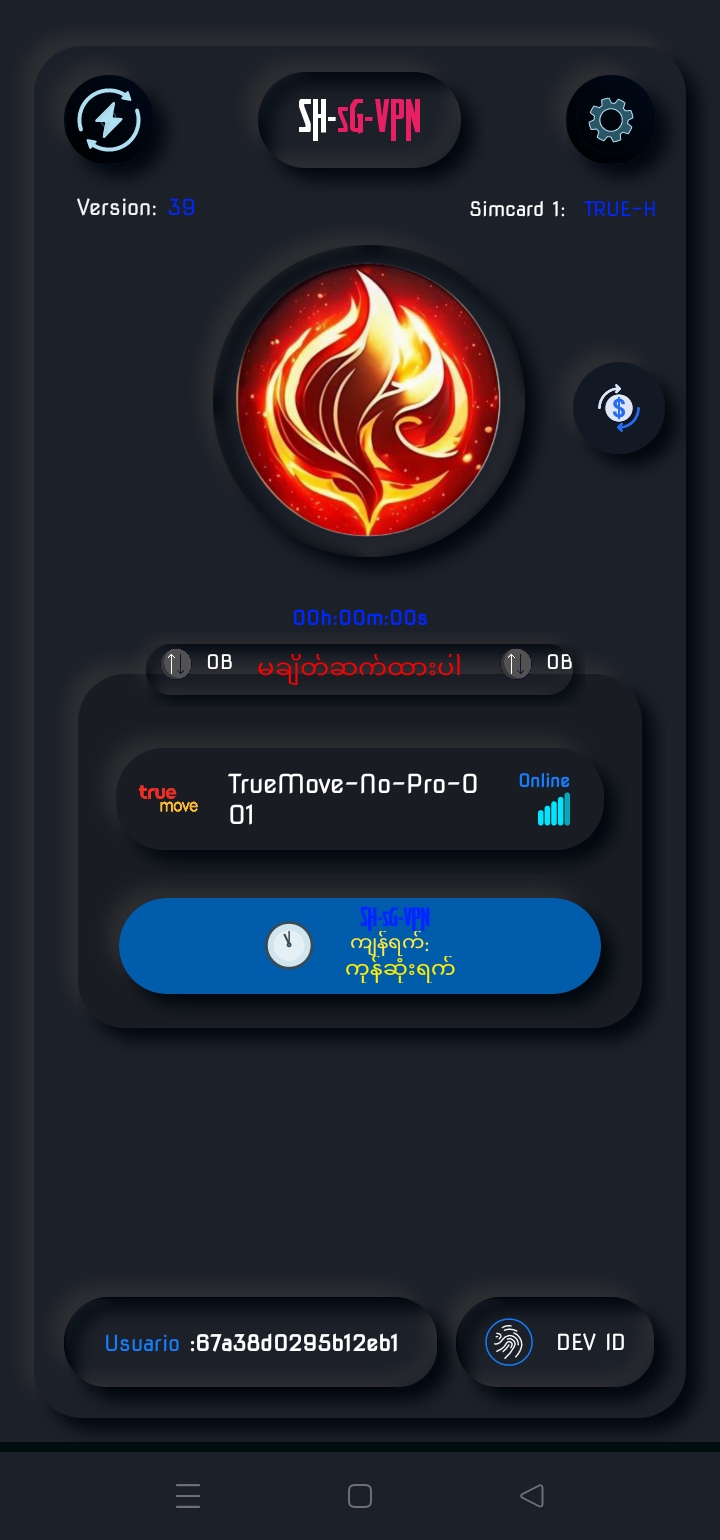 SH-sG-VPN
Version: 39
Simcard 1: TRUE-H
00h:00m:00s
0B မချိတ်ဆက်ထားပါ 0B
true move
TrueMove-No-Pro-0
01
Online
SH-sG-VPN
ကျန်ရက်:
ကုန်ဆုံးရက်
Usuario :67a38d0295b12eb1
DEV ID